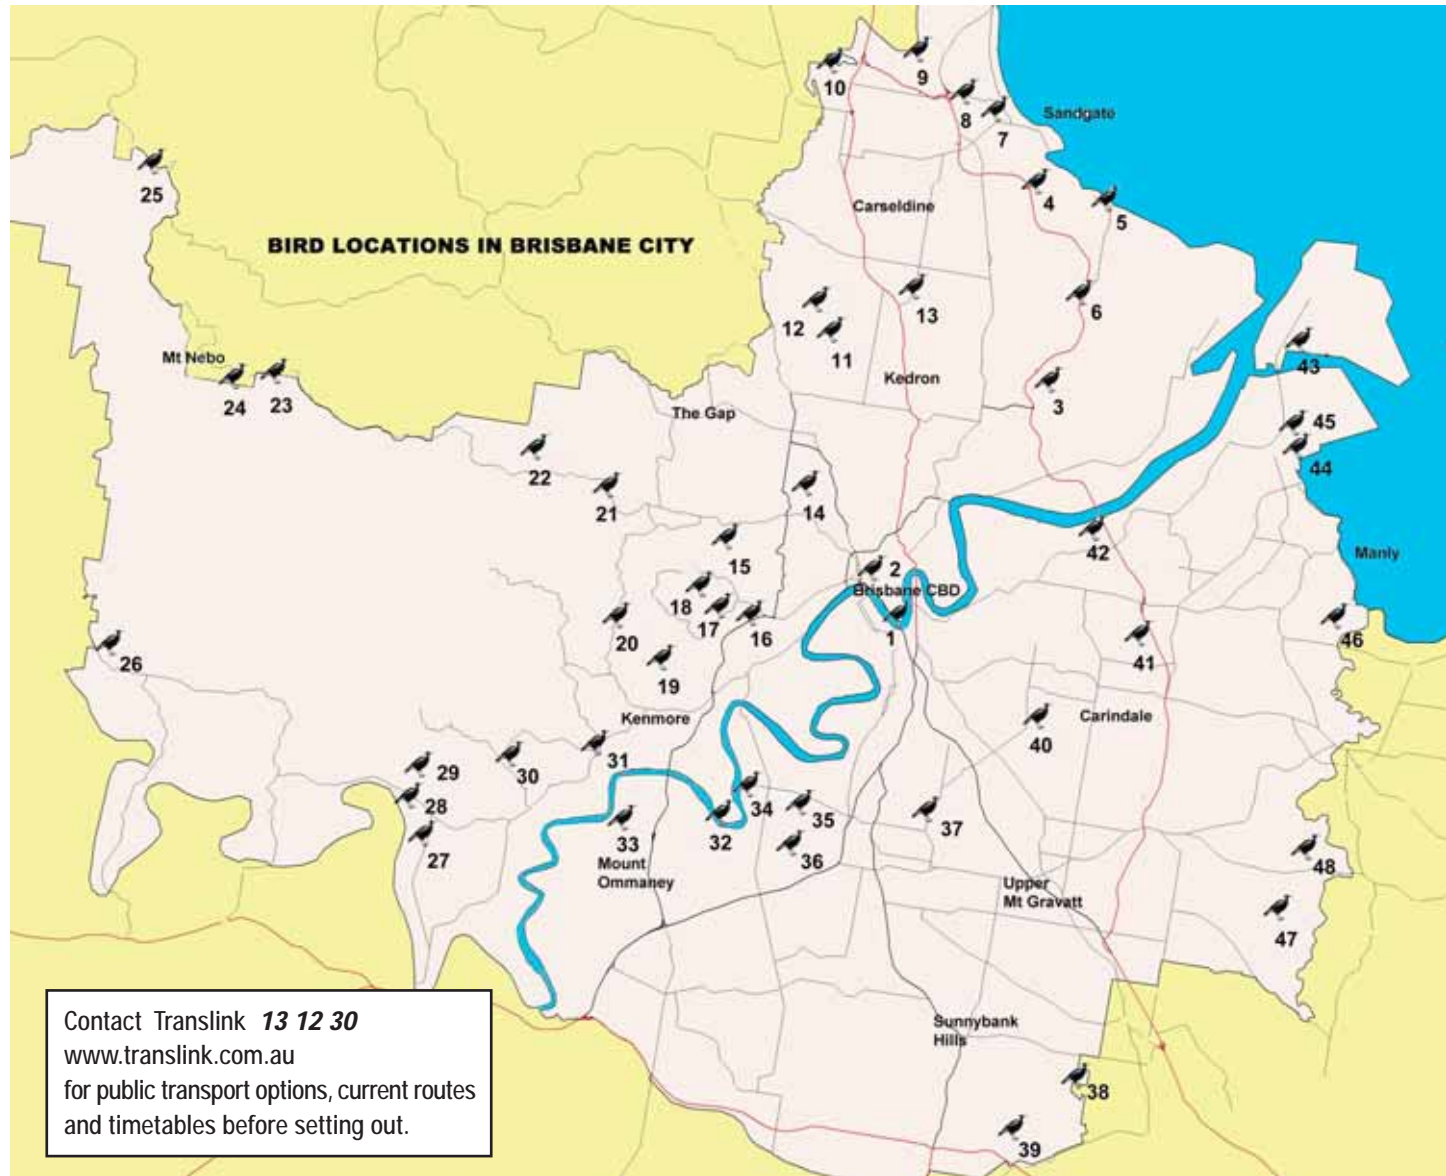 10
9
8
7
Sandgate
25
4
5
Carseldine
BIRD LOCATIONS IN BRISBANE CITY
6
12
13
11
43
Mt Nebo
24
23
Kedron
3
The Gap
45
44
22
21
14
42
15
2
Manly
Brisbane CBD
18
17
16
1
20
46
26
41
19
Kenmore
Carindale
40
31
29
30
28
34
35
37
27
33
32
36
48
Mount
Ommaney
Upper
Mt Gravatt
47
Contact Translink 13 12 30
www.translink.com.au
for public transport options, current routes
and timetables before setting out.
Sunnybank
Hills
38
39